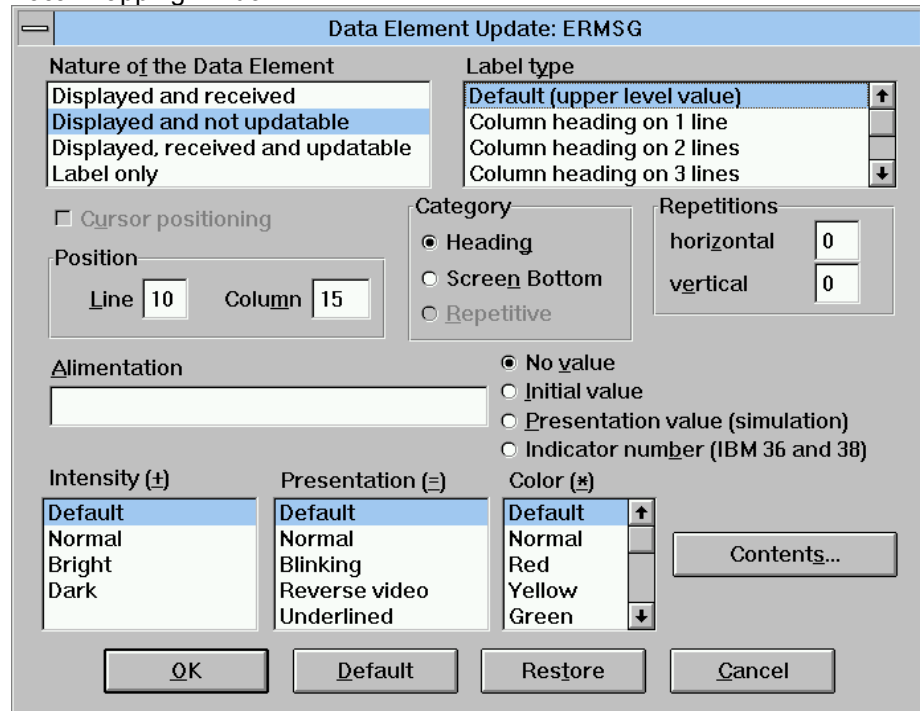 Data Element Update: ERMSG
Nature of the Data Element
Displayed and received
Displayed and not updatable
Displayed, received and updatable
Label only
Label type
Default (upper level value)
Column heading on 1 line
Column heading on 2 lines
Column heading on 3 lines
Cursor positioning
Position
Line 10 Column 15
Category
Heading
Screen Bottom
Repetitive
Repetitions
horizontal 0
vertical 0
Alimentation
No value
Initial value
Presentation value (simulation)
Indicator number (IBM 36 and 38)
Intensity (+)
Default
Normal
Bright
Dark
Presentation (=)
Default
Normal
Blinking
Reverse video
Underlined
Color (*)
Default
Normal
Red
Yellow
Green
Contents...
OK Default Restore Cancel